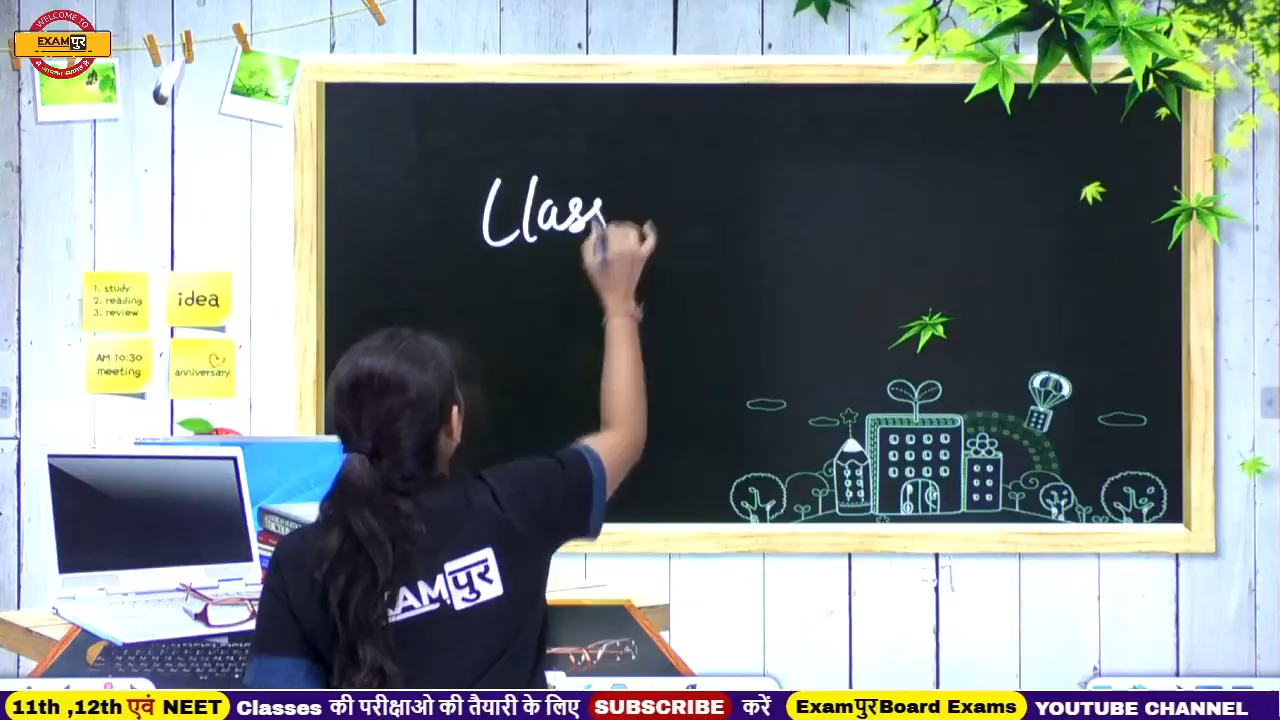 WELCOME TO
EXAMपुर
Class
1. study
2. reading
3. review
idea
AM 10:30
meeting
anniversary
EXAMपुर
11th ,12th एवं NEET Classes की परीक्षाओ की तैयारी के लिए SUBSCRIBE करें Examपुर Board Exams YOUTUBE CHANNEL